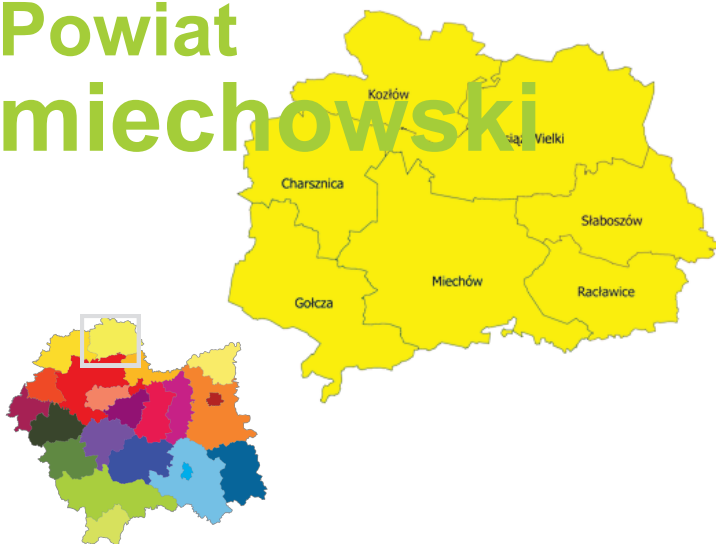 Powiat
miechowski
Kozłów
Wielki
Charsznica
Słaboszów
Miechów
Racławice
Gołcza